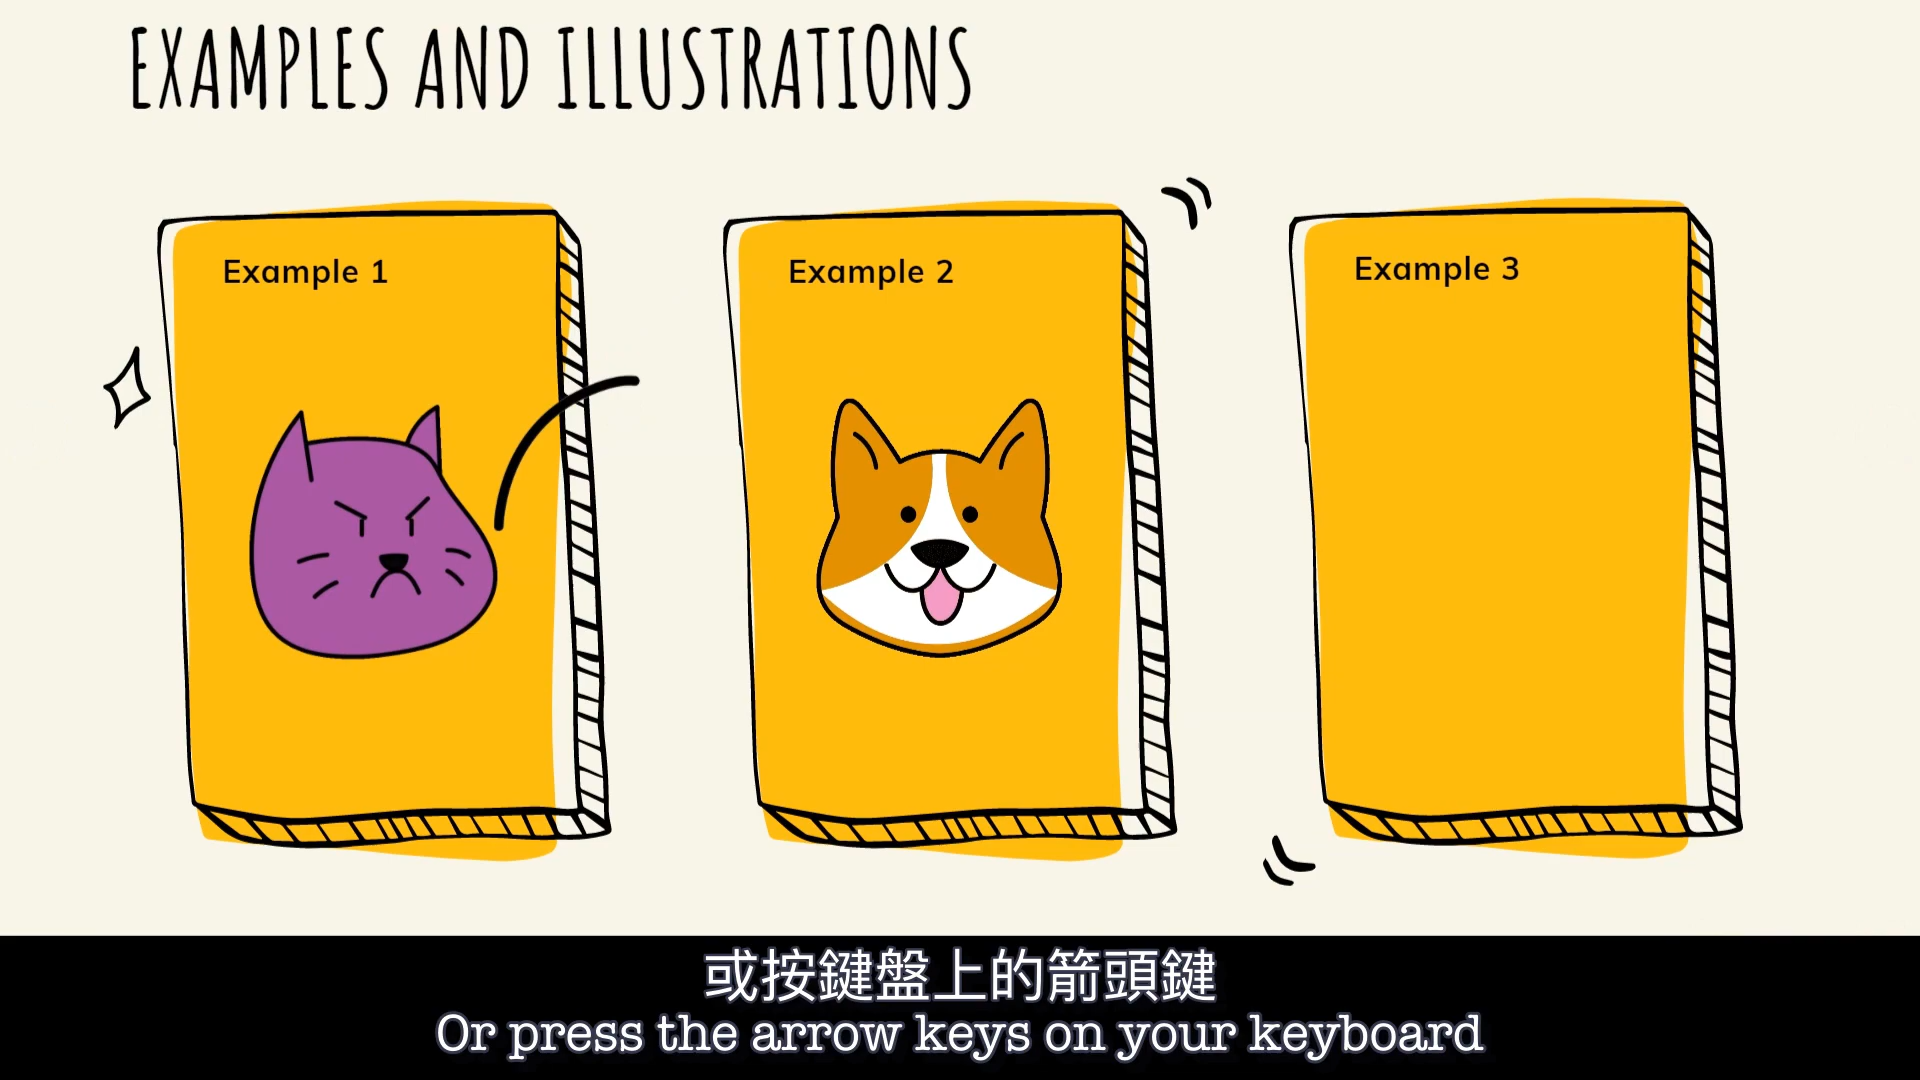 EXAMPLES AND ILLUSTRATIONS
Example 1
Example 2
Example 3
或按鍵盤上的箭頭鍵
Or press the arrow keys on your keyboard